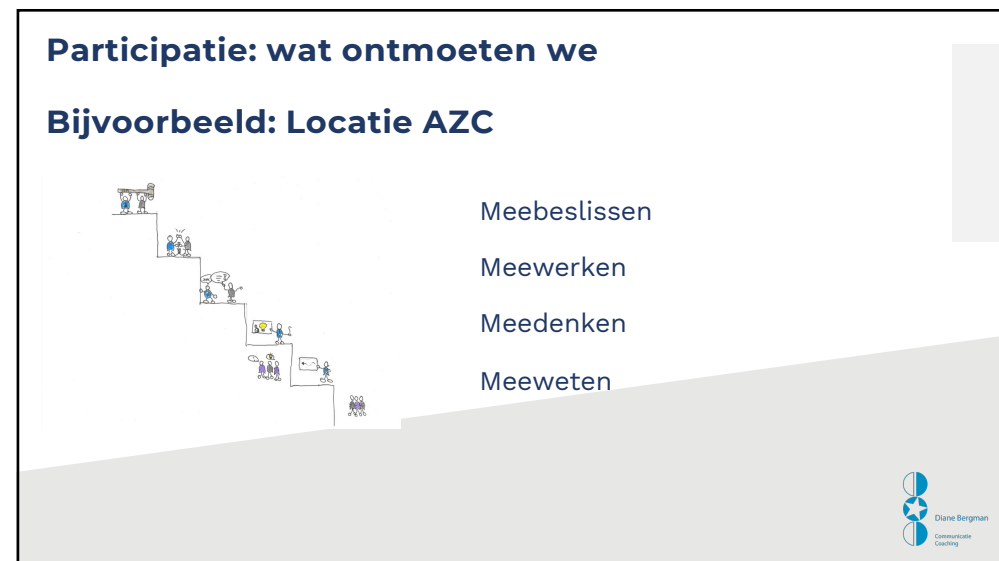 Participatie: wat ontmoeten we
Bijvoorbeeld: Locatie AZC
Meebeslissen
Meewerken
Meedenken
Meeweten
Diane Bergman
Communicatie
Coaching